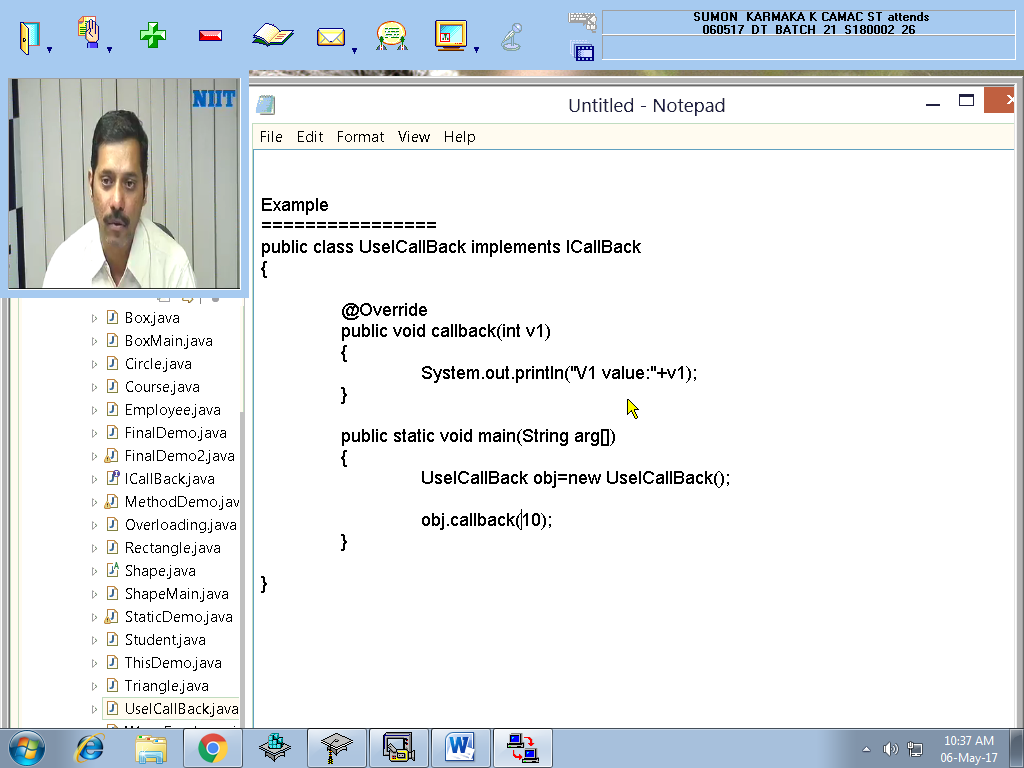 SUMON KARMAKA K CAMAC ST attends
060517 DT BATCH 21 S180002 26
NIIT
Untitled - Notepad
File Edit Format View Help
Example
================
public class UseICallBack implements ICallBack
{
@Override
public void callback(int v1)
{
System.out.println("V1 value:"+v1);
}
public static void main(String arg[])
{
UseICallBack obj=new UseICallBack();
obj.callback(10);
}
}
Box.java
BoxMain.java
Circle.java
Course.java
Employee.java
FinalDemo.java
FinalDemo2.java
ICallBack.java
MethodDemo.jav
Overloading.java
Rectangle.java
Shape.java
ShapeMain.java
StaticDemo.java
Student.java
ThisDemo.java
Triangle.java
UseICallBack.java
10:37 AM
06-May-17